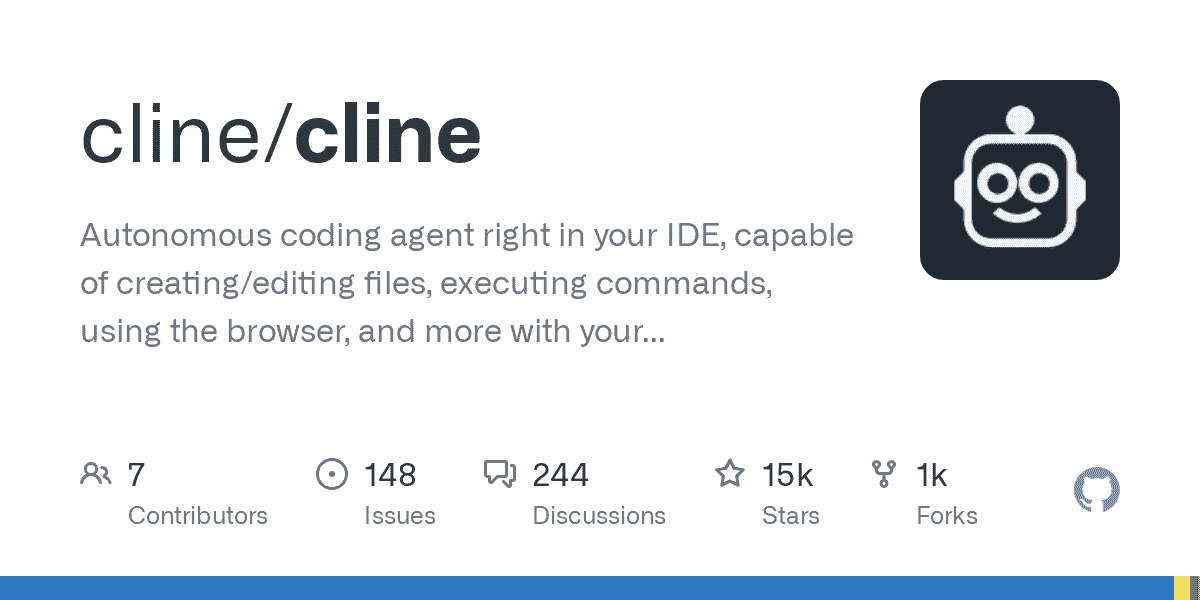 cline/cline
Autonomous coding agent right in your IDE, capable
of creating/editing files, executing commands,
using the browser, and more with your...
7 148 244 15k 1k
Contributors Issues Discussions Stars Forks